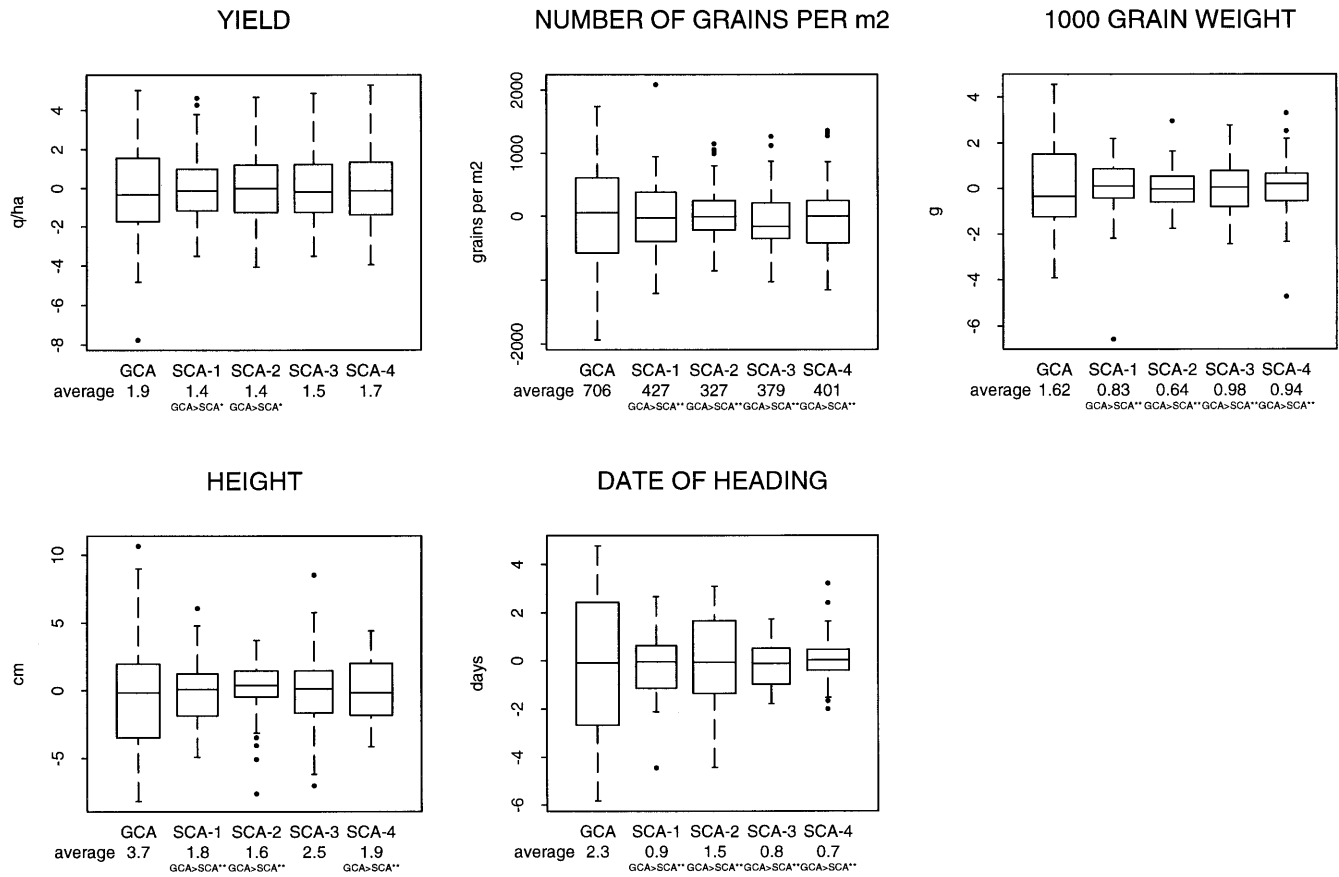 YIELD
q/ha
4
2
0
-2
-4
-6
-8
GCA SCA-1 SCA-2 SCA-3 SCA-4
average 1.9 1.4 1.4 1.5 1.7
GCA>SCA* GCA>SCA*
NUMBER OF GRAINS PER m2
grains per m2
2000
1000
0
-2000
GCA SCA-1 SCA-2 SCA-3 SCA-4
average 706 427 327 379 401
GCA>SCA** GCA>SCA** GCA>SCA** GCA>SCA**
1000 GRAIN WEIGHT
g
4
2
0
-2
-4
-6
GCA SCA-1 SCA-2 SCA-3 SCA-4
average 1.62 0.83 0.64 0.98 0.94
GCA>SCA** GCA>SCA** GCA>SCA** GCA>SCA**
HEIGHT
cm
10
5
0
-5
GCA SCA-1 SCA-2 SCA-3 SCA-4
average 3.7 1.8 1.6 2.5 1.9
GCA>SCA** GCA>SCA** GCA>SCA**
DATE OF HEADING
days
4
2
0
-2
-4
-6
GCA SCA-1 SCA-2 SCA-3 SCA-4
average 2.3 0.9 1.5 0.8 0.7
GCA>SCA** GCA>SCA** GCA>SCA** GCA>SCA**